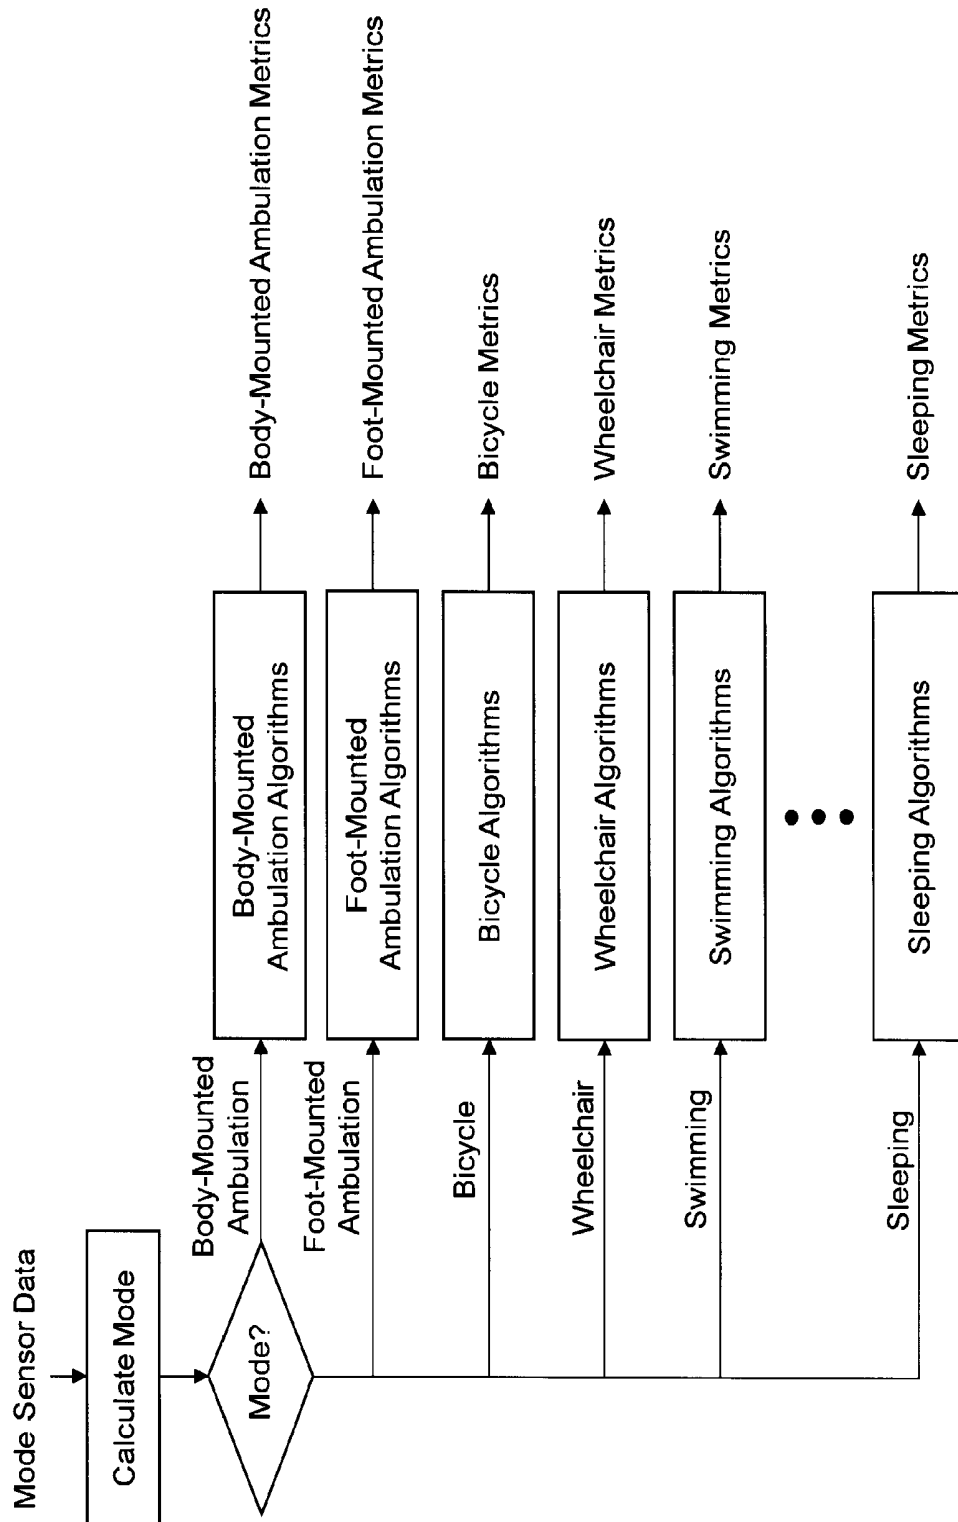 Mode Sensor Data
Calculate Mode
Mode?
Body-Mounted
Ambulation
Body-Mounted
Ambulation Algorithms
Body-Mounted Ambulation Metrics
Foot-Mounted
Ambulation
Foot-Mounted
Ambulation Algorithms
Foot-Mounted Ambulation Metrics
Bicycle
Bicycle Algorithms
Bicycle Metrics
Wheelchair
Wheelchair Algorithms
Wheelchair Metrics
Swimming
Swimming Algorithms
Swimming Metrics
Sleeping
Sleeping Algorithms
Sleeping Metrics